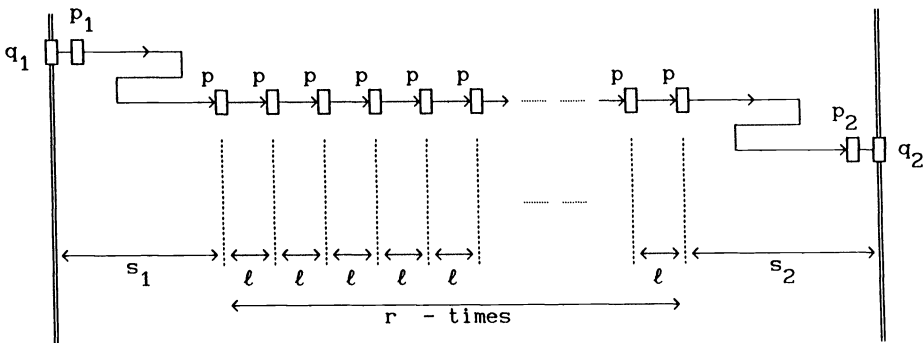 p1
q1
p p p p p p p p
p2
q2
s1 ℓ ℓ ℓ ℓ ℓ ℓ s2
r - times